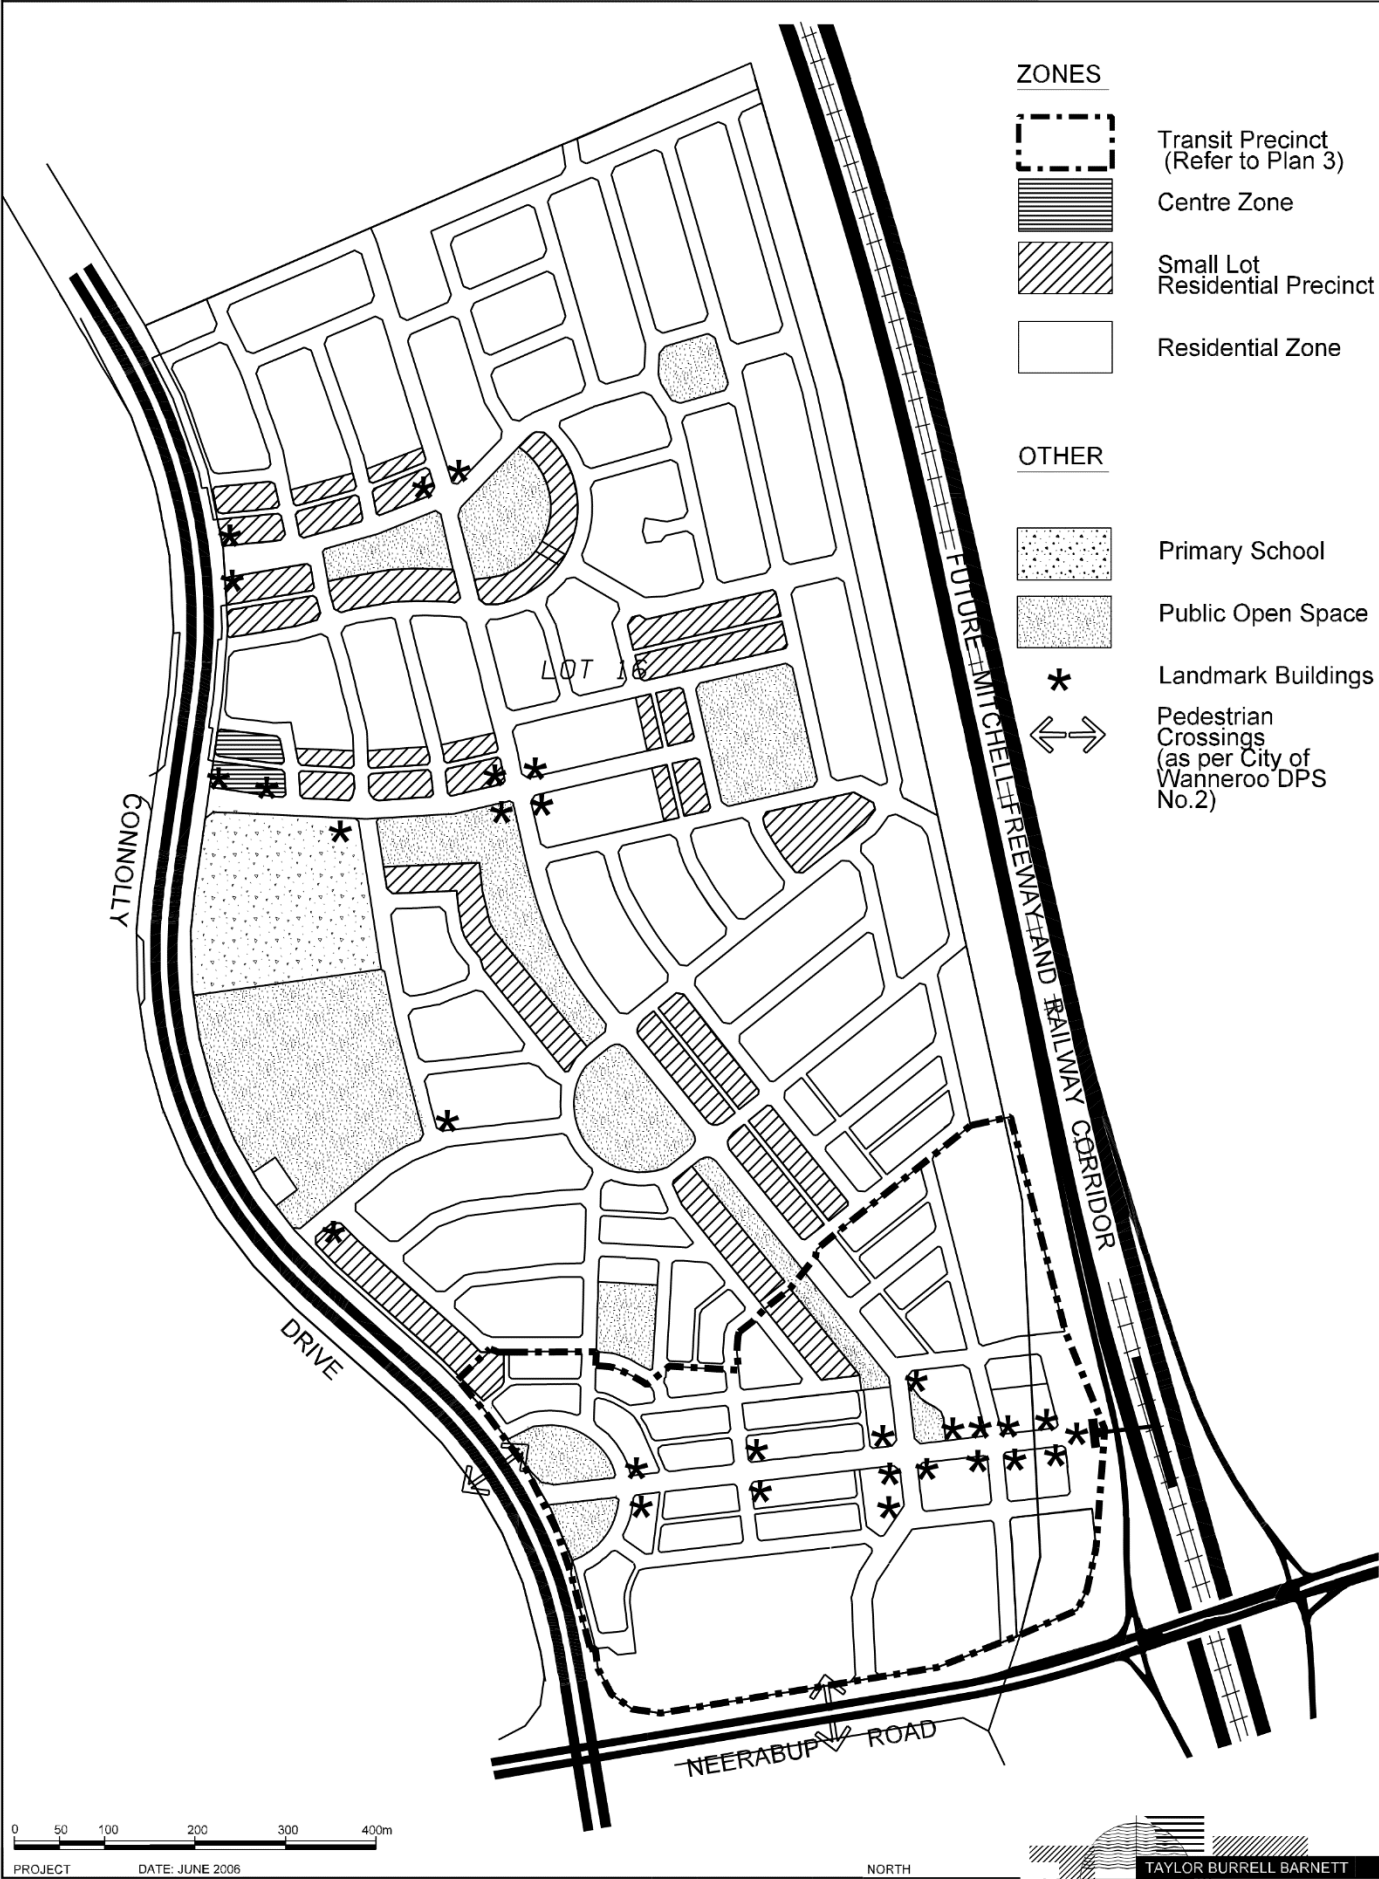 ZONES
Transit Precinct
(Refer to Plan 3)
Centre Zone
Small Lot
Residential Precinct
Residential Zone
OTHER
Primary School
Public Open Space
Landmark Buildings
Pedestrian
Crossings
(as per City of
Wanneroo DPS
No.2)
FUTURE MITCHELL FREEWAY AND RAILWAY CORRIDOR
LOT 16
CONNOLLY
DRIVE
NEERABUP ROAD
0 50 100 200 300 400m
PROJECT DATE: JUNE 2006 NORTH
TAYLOR BURRELL BARNETT